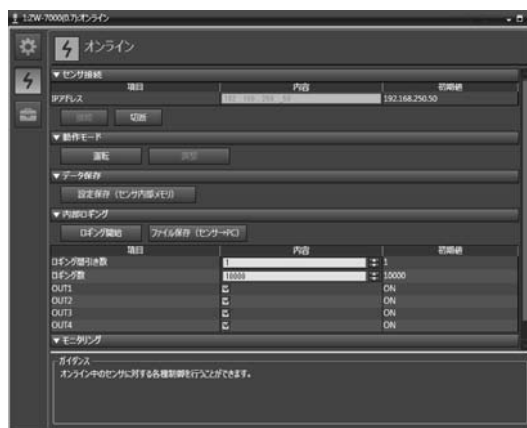 1:ZW-7000(0.7):オンライン
オンライン
▼センサ接続
項目 内容 初期値
IPアドレス 192.168.250.50 192.168.250.50
接続 切断
▼動作モード
運転 調整
▼データ保存
設定保存（センサ内部メモリ）
▼内部ロギング
ロギング開始 ファイル保存（センサ→PC）
項目 内容 初期値
ロギング間引き数 1 1
ロギング数 10000 10000
OUT1 ON
OUT2 ON
OUT3 ON
OUT4 ON
▼モニタリング
ガイダンス
オンライン中のセンサに対する各種制御を行うことができます。